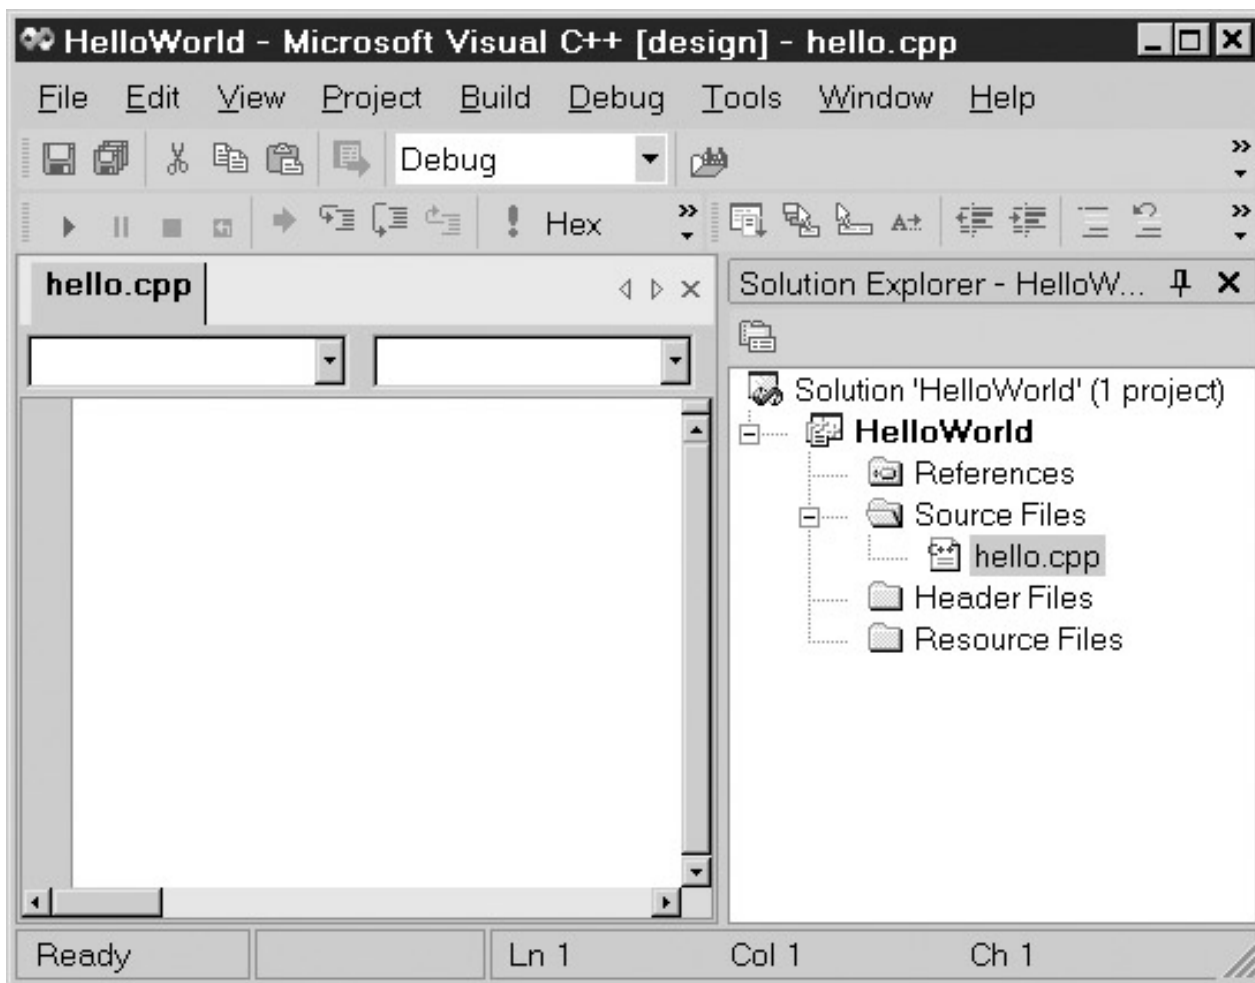 HelloWorld - Microsoft Visual C++ [design] - hello.cpp
File Edit View Project Build Debug Tools Window Help
Debug
Hex
hello.cpp
Solution Explorer - HelloW...
Solution 'HelloWorld' (1 project)
HelloWorld
References
Source Files
hello.cpp
Header Files
Resource Files
Ready Ln 1 Col 1 Ch 1